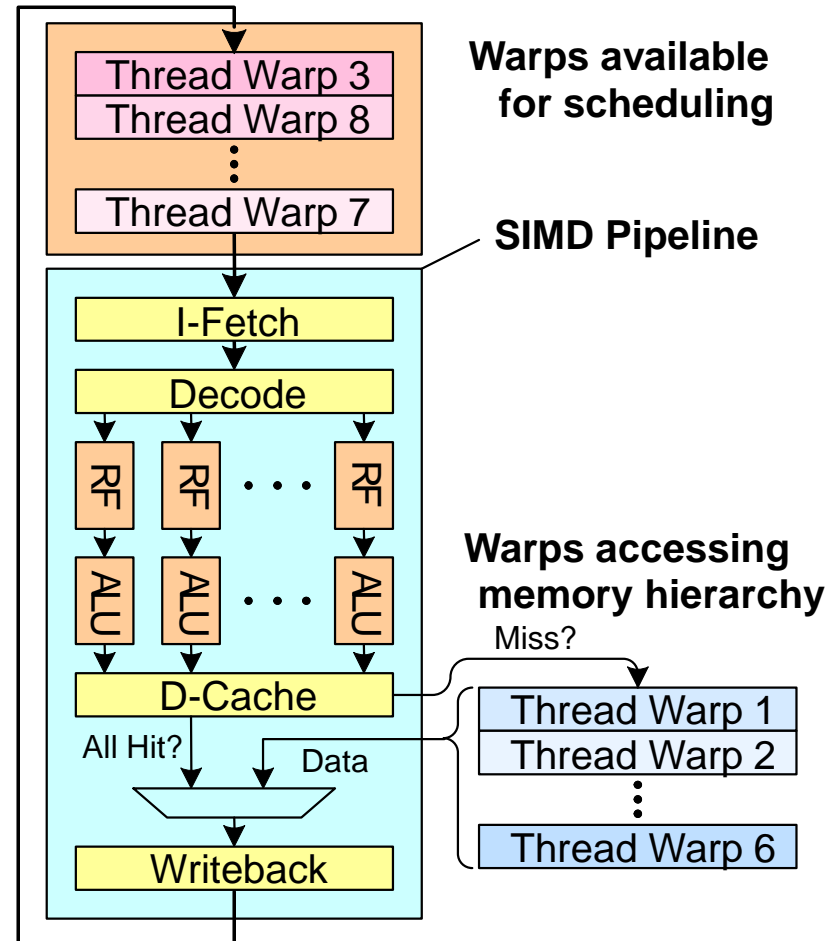 Warps available
for scheduling
Thread Warp 3
Thread Warp 8
Thread Warp 7
SIMD Pipeline
I-Fetch
Decode
RF RF RF
ALU ALU ALU
Warps accessing
memory hierarchy
Miss?
D-Cache
All Hit?
Data
Thread Warp 1
Thread Warp 2
Thread Warp 6
Writeback